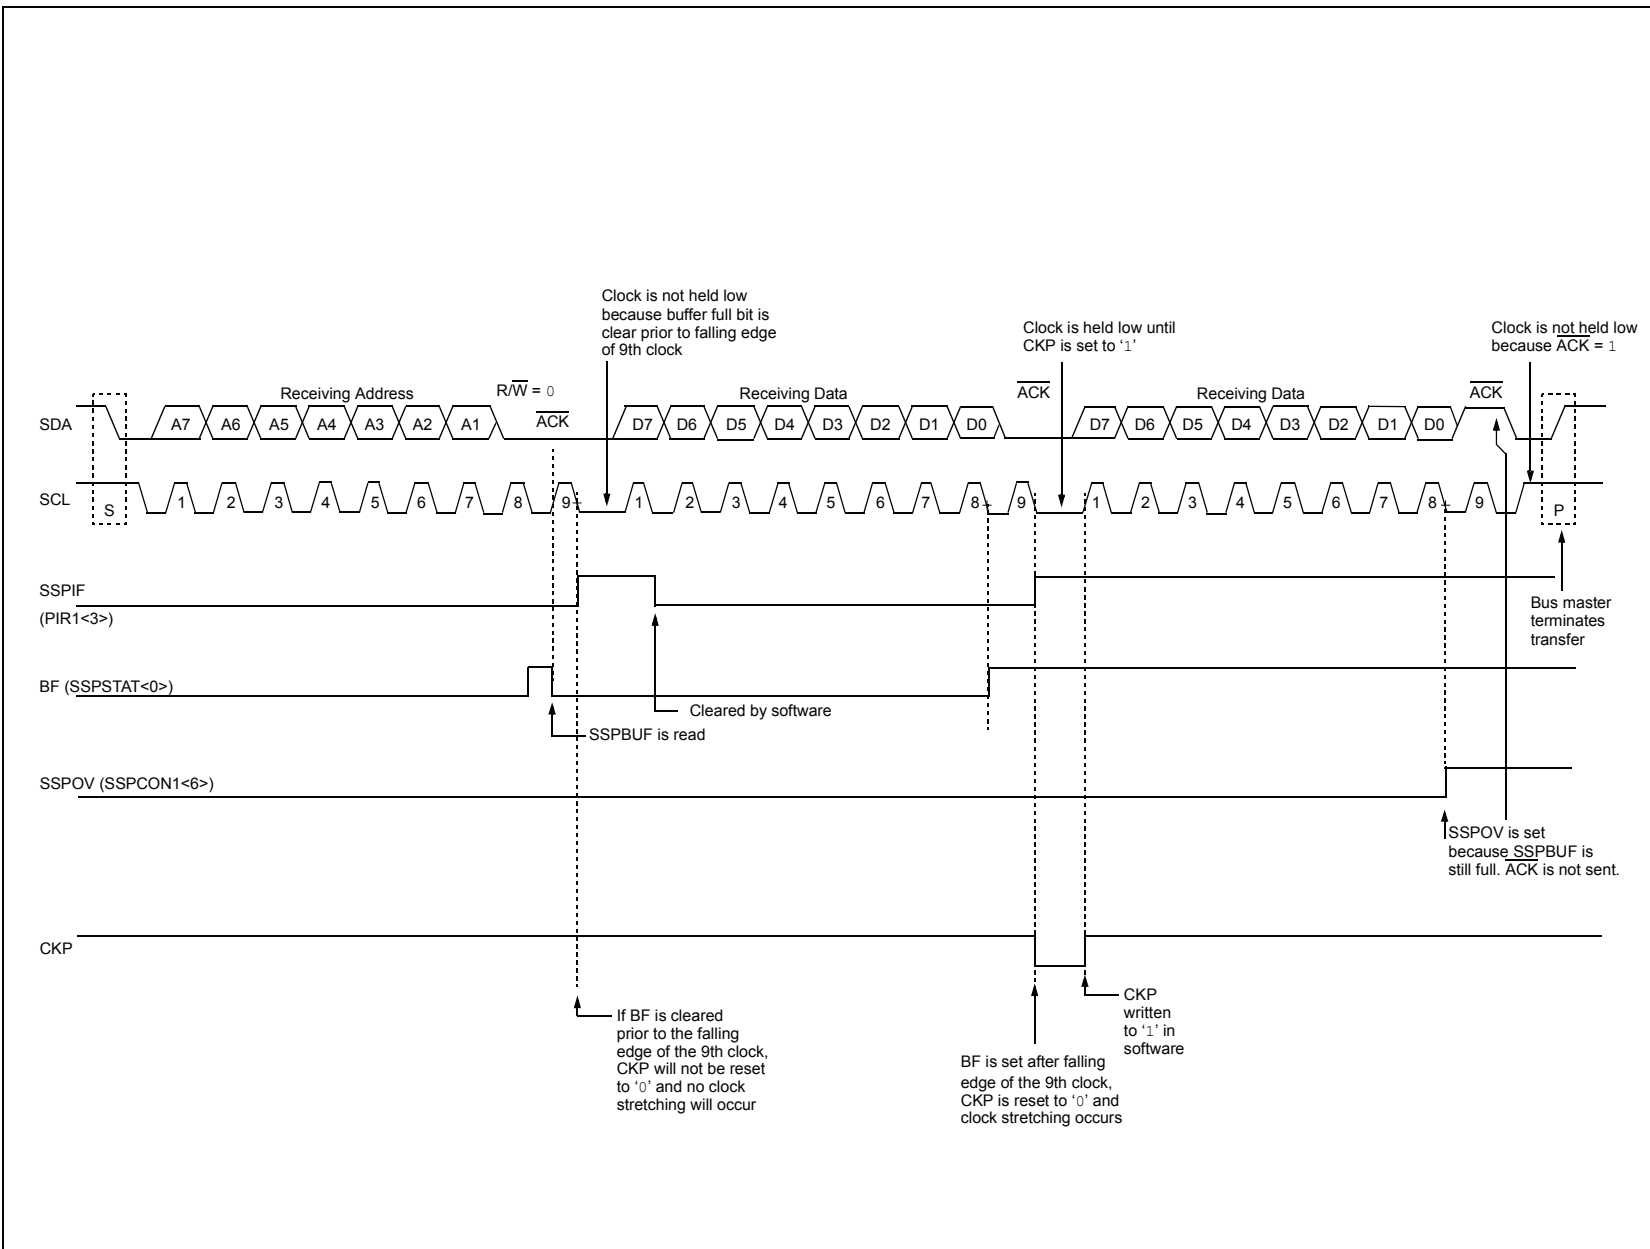 Clock is not held low
because buffer full bit is
clear prior to falling edge
of 9th clock
Clock is held low until
CKP is set to ‘1’
Clock is not held low
because ACK = 1
Receiving Address
R/W = 0
ACK
Receiving Data
ACK
Receiving Data
ACK
SDA
A7 A6 A5 A4 A3 A2 A1
D7 D6 D5 D4 D3 D2 D1 D0
D7 D6 D5 D4 D3 D2 D1 D0
SCL
S
1 2 3 4 5 6 7 8 9
1 2 3 4 5 6 7 8 9
1 2 3 4 5 6 7 8 9
P
SSPIF
(PIR1<3>)
Bus master
terminates
transfer
BF (SSPSTAT<0>)
Cleared by software
SSPBUF is read
SSPOV (SSPCON1<6>)
SSPOV is set
because SSPBUF is
still full. ACK is not sent.
CKP
CKP
written
to ‘1’ in
software
If BF is cleared
prior to the falling
edge of the 9th clock,
CKP will not be reset
to ‘0’ and no clock
stretching will occur
BF is set after falling
edge of the 9th clock,
CKP is reset to ‘0’ and
clock stretching occurs